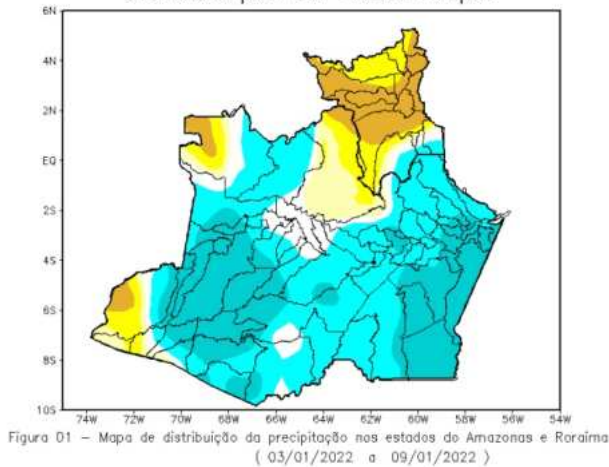 6N
4N
2N
EQ
2S
4S
6S
8S
10S
74W 72W 70W 68W 66W 64W 62W 60W 58W 56W 54W
Figura 01 – Mapa de distribuição da precipitação nos estados do Amazonas e Roraima
( 03/01/2022 a 09/01/2022 )